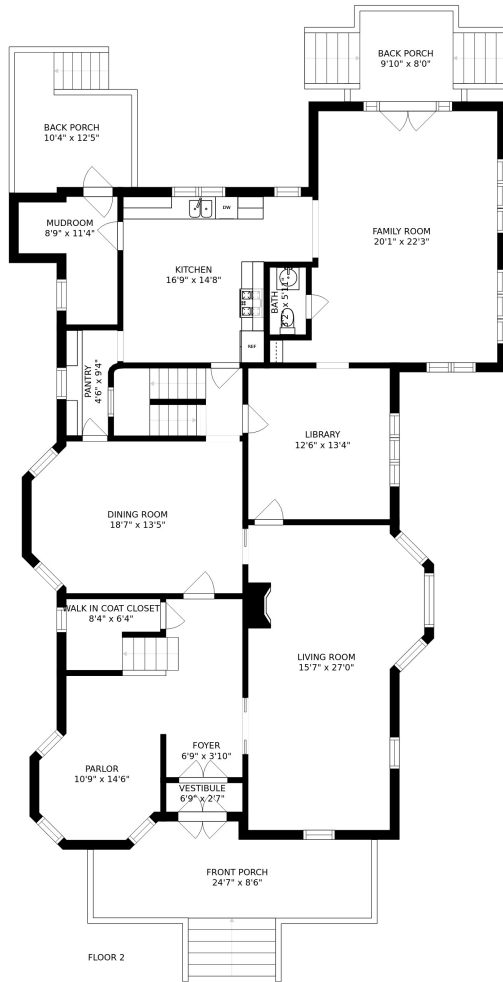 BACK PORCH
9'10" x 8'0"
BACK PORCH
10'4" x 12'5"
MUDROOM
8'9" x 11'4"
DW
FAMILY ROOM
20'1" x 22'3"
KITCHEN
16'9" x 14'8"
BATH
3'2" x 5'11"
REF
PANTRY
4'6" x 9'4"
LIBRARY
12'6" x 13'4"
DINING ROOM
18'7" x 13'5"
WALK IN COAT CLOSET
8'4" x 6'4"
LIVING ROOM
15'7" x 27'0"
FOYER
6'9" x 3'10"
PARLOR
10'9" x 14'6"
VESTIBULE
6'9" x 2'7"
FRONT PORCH
24'7" x 8'6"
FLOOR 2